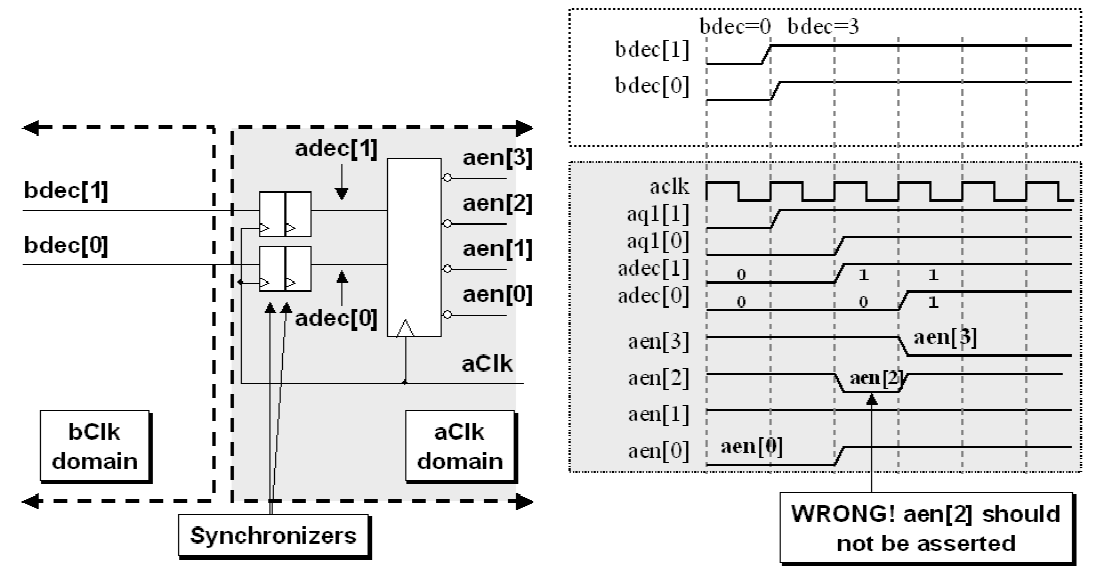 adec[1]
bdec[1]
bdec[0]
adec[0]
aen[3]
aen[2]
aen[1]
aen[0]
aClk
bClk
domain
aClk
domain
Synchronizers
bdec=0 bdec=3
bdec[1]
bdec[0]
aclk
aq1[1]
aq1[0]
adec[1] 0 1 1
adec[0] 0 0 1
aen[3] aen[3]
aen[2] aen[2]
aen[1]
aen[0] aen[0]
WRONG! aen[2] should
not be asserted